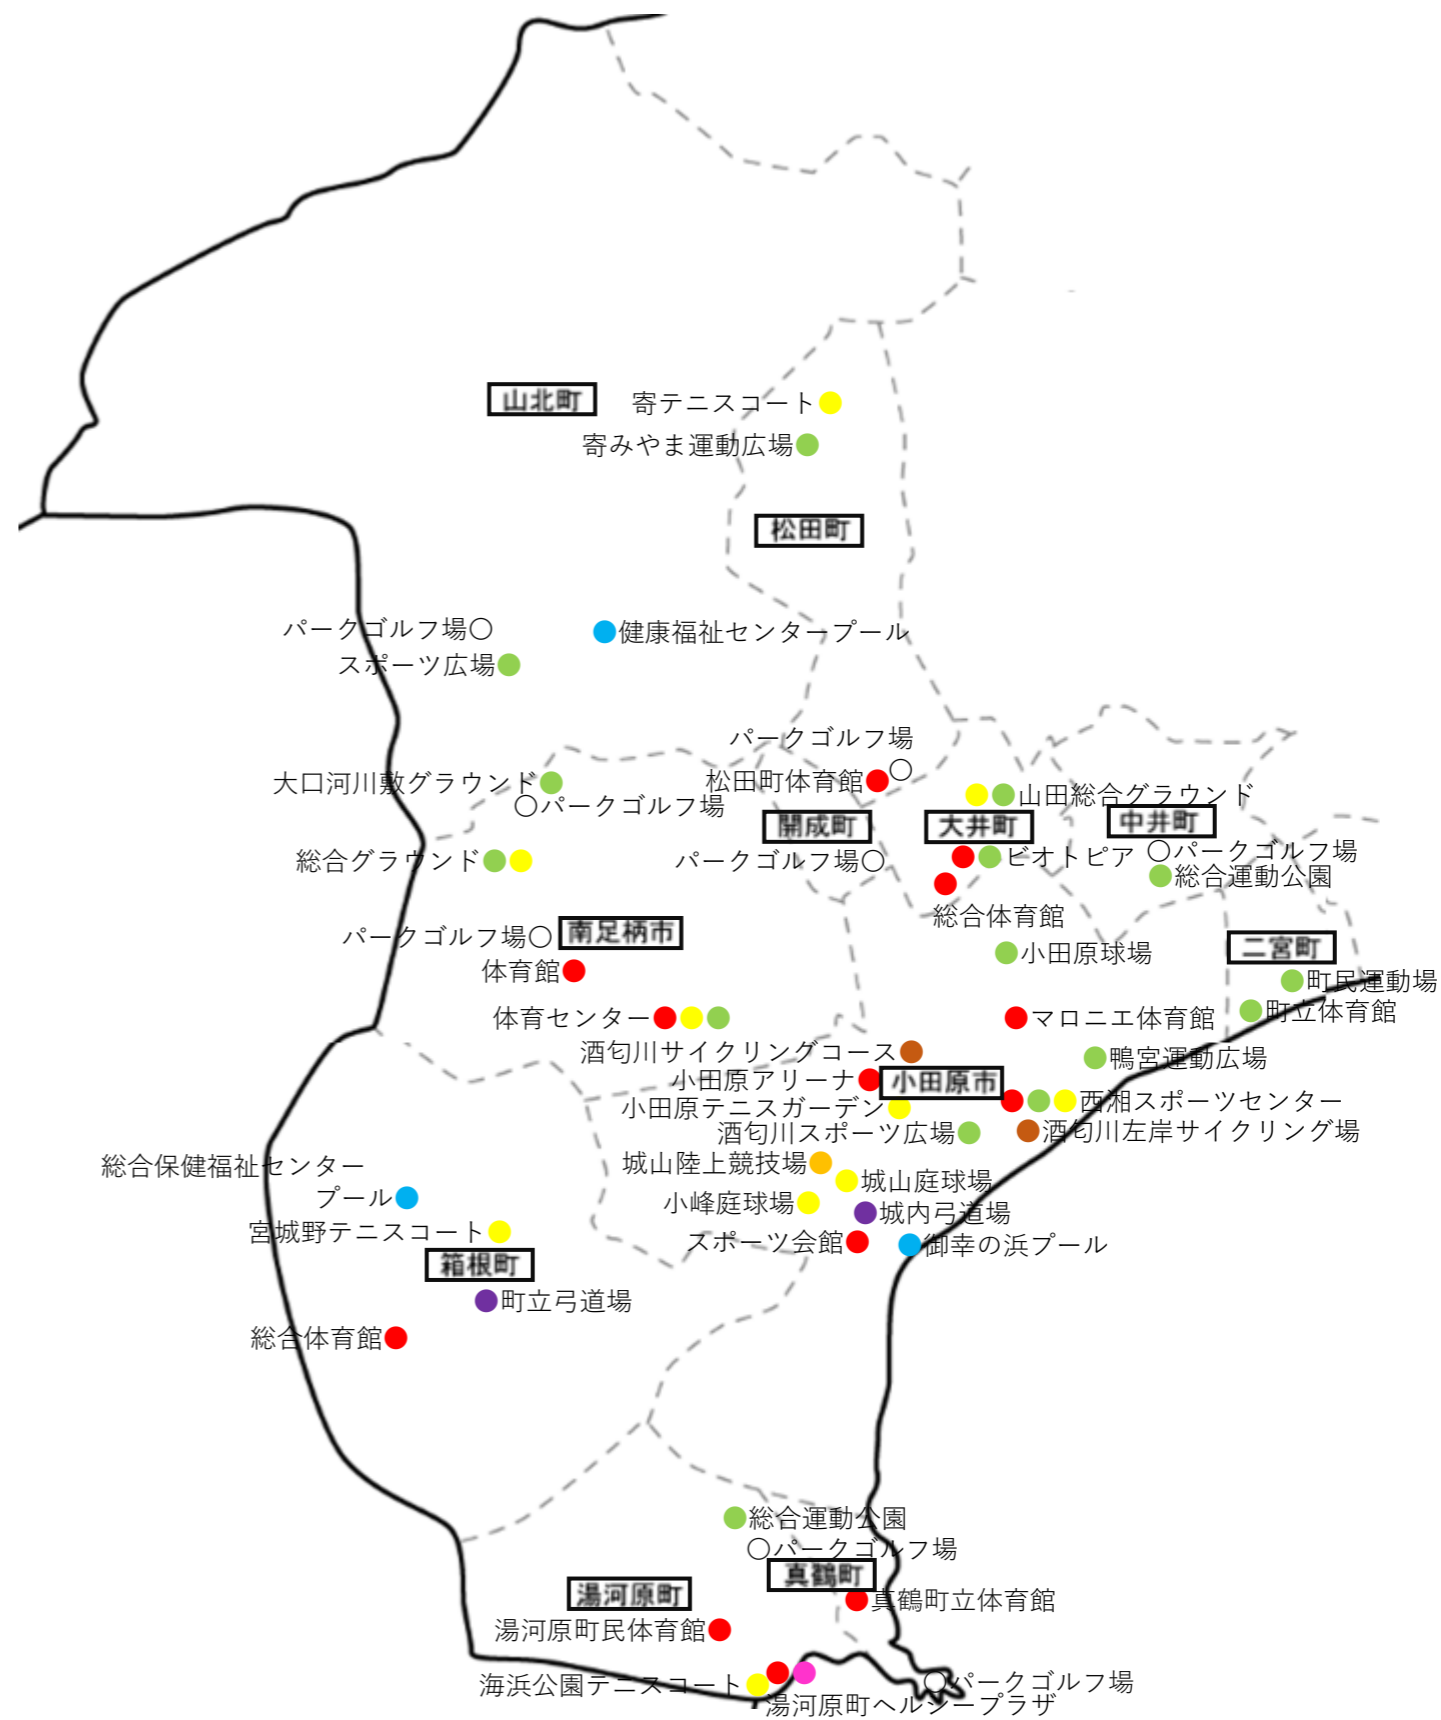 山北町
寄テニスコート
寄みやま運動広場
松田町
パークゴルフ場
健康福祉センタープール
スポーツ広場
パークゴルフ場
大口河川敷グラウンド
松田町体育館
山田総合グラウンド
パークゴルフ場
開成町
大井町
中井町
総合グラウンド
パークゴルフ場
ビオトピア
パークゴルフ場
総合運動公園
総合体育館
パークゴルフ場
南足柄市
小田原球場
二宮町
体育館
町民運動場
町立体育館
体育センター
マロニエ体育館
酒匂川サイクリングコース
鴨宮運動広場
小田原アリーナ
小田原市
小田原テニスガーデン
西湘スポーツセンター
酒匂川スポーツ広場
酒匂川左岸サイクリング場
総合保健福祉センター
プール
城山陸上競技場
城山庭球場
小峰庭球場
城内弓道場
宮城野テニスコート
スポーツ会館
御幸の浜プール
箱根町
町立弓道場
総合体育館
総合運動公園
パークゴルフ場
真鶴町
湯河原町
真鶴町立体育館
湯河原町民体育館
海浜公園テニスコート
パークゴルフ場
湯河原町ヘルシープラザ